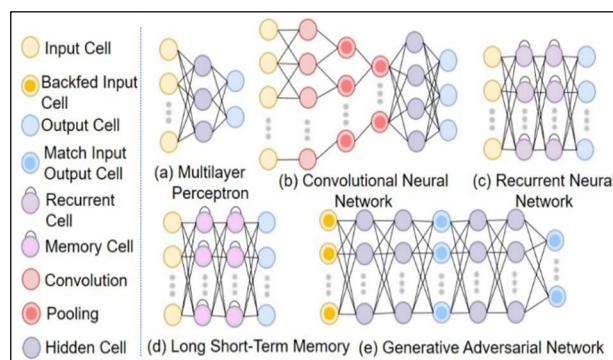 Input Cell
Backfed Input
Cell
Output Cell
Match Input
Output Cell
Recurrent
Cell
Memory Cell
Convolution
Pooling
Hidden Cell
(a) Multilayer
Perceptron
(b) Convolutional Neural
Network
(c) Recurrent Neural
Network
(d) Long Short-Term Memory
(e) Generative Adversarial Network